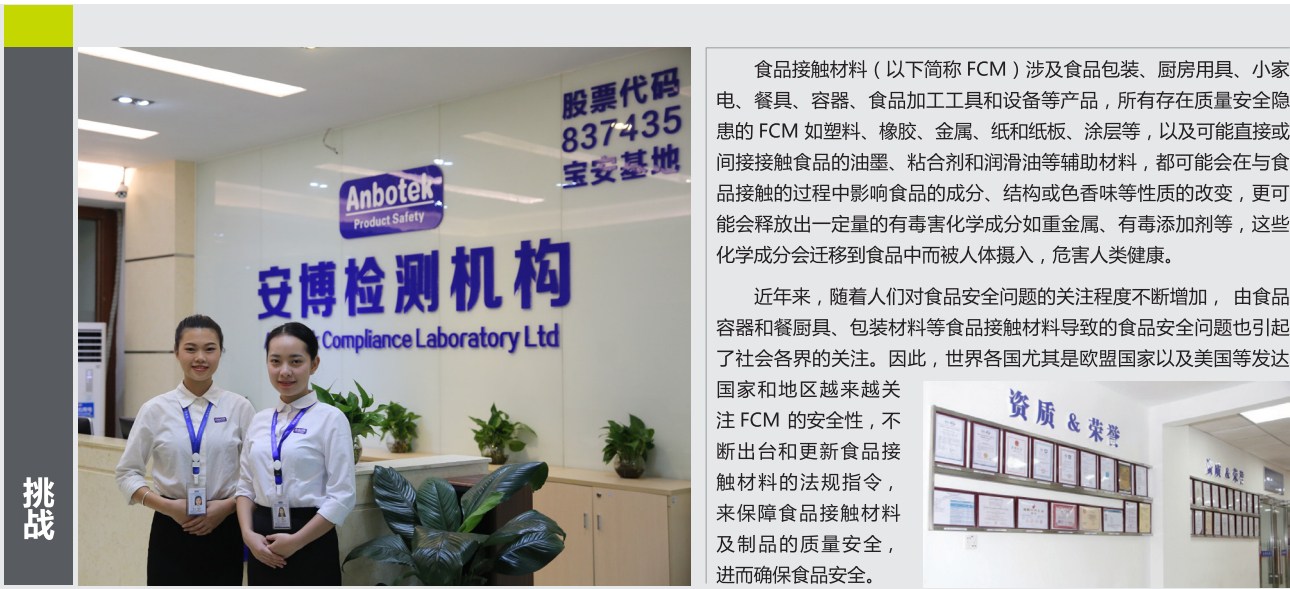 挑战
股票代码
837435
宝安基地
Anbotek
Product Safety
安博检测机构
Compliance Laboratory Ltd
食品接触材料（以下简称 FCM）涉及食品包装、厨房用具、小家
电、餐具、容器、食品加工工具和设备等产品，所有存在质量安全隐
患的 FCM 如塑料、橡胶、金属、纸和纸板、涂层等，以及可能直接或
间接接触食品的油墨、粘合剂和润滑油等辅助材料，都可能会在与食
品接触的过程中影响食品的成分、结构或色香味等性质的改变，更可
能会释放出一定量的有毒害化学成分如重金属、有毒添加剂等，这些
化学成分会迁移到食品中而被人体摄入，危害人类健康。
近年来，随着人们对食品安全问题的关注程度不断增加， 由食品
容器和餐厨具、包装材料等食品接触材料导致的食品安全问题也引起
了社会各界的关注。因此，世界各国尤其是欧盟国家以及美国等发达
国家和地区越来越关
注 FCM 的安全性，不
断出台和更新食品接
触材料的法规指令，
来保障食品接触材料
及制品的质量安全，
进而确保食品安全。
资质 & 荣誉
资质 & 荣誉